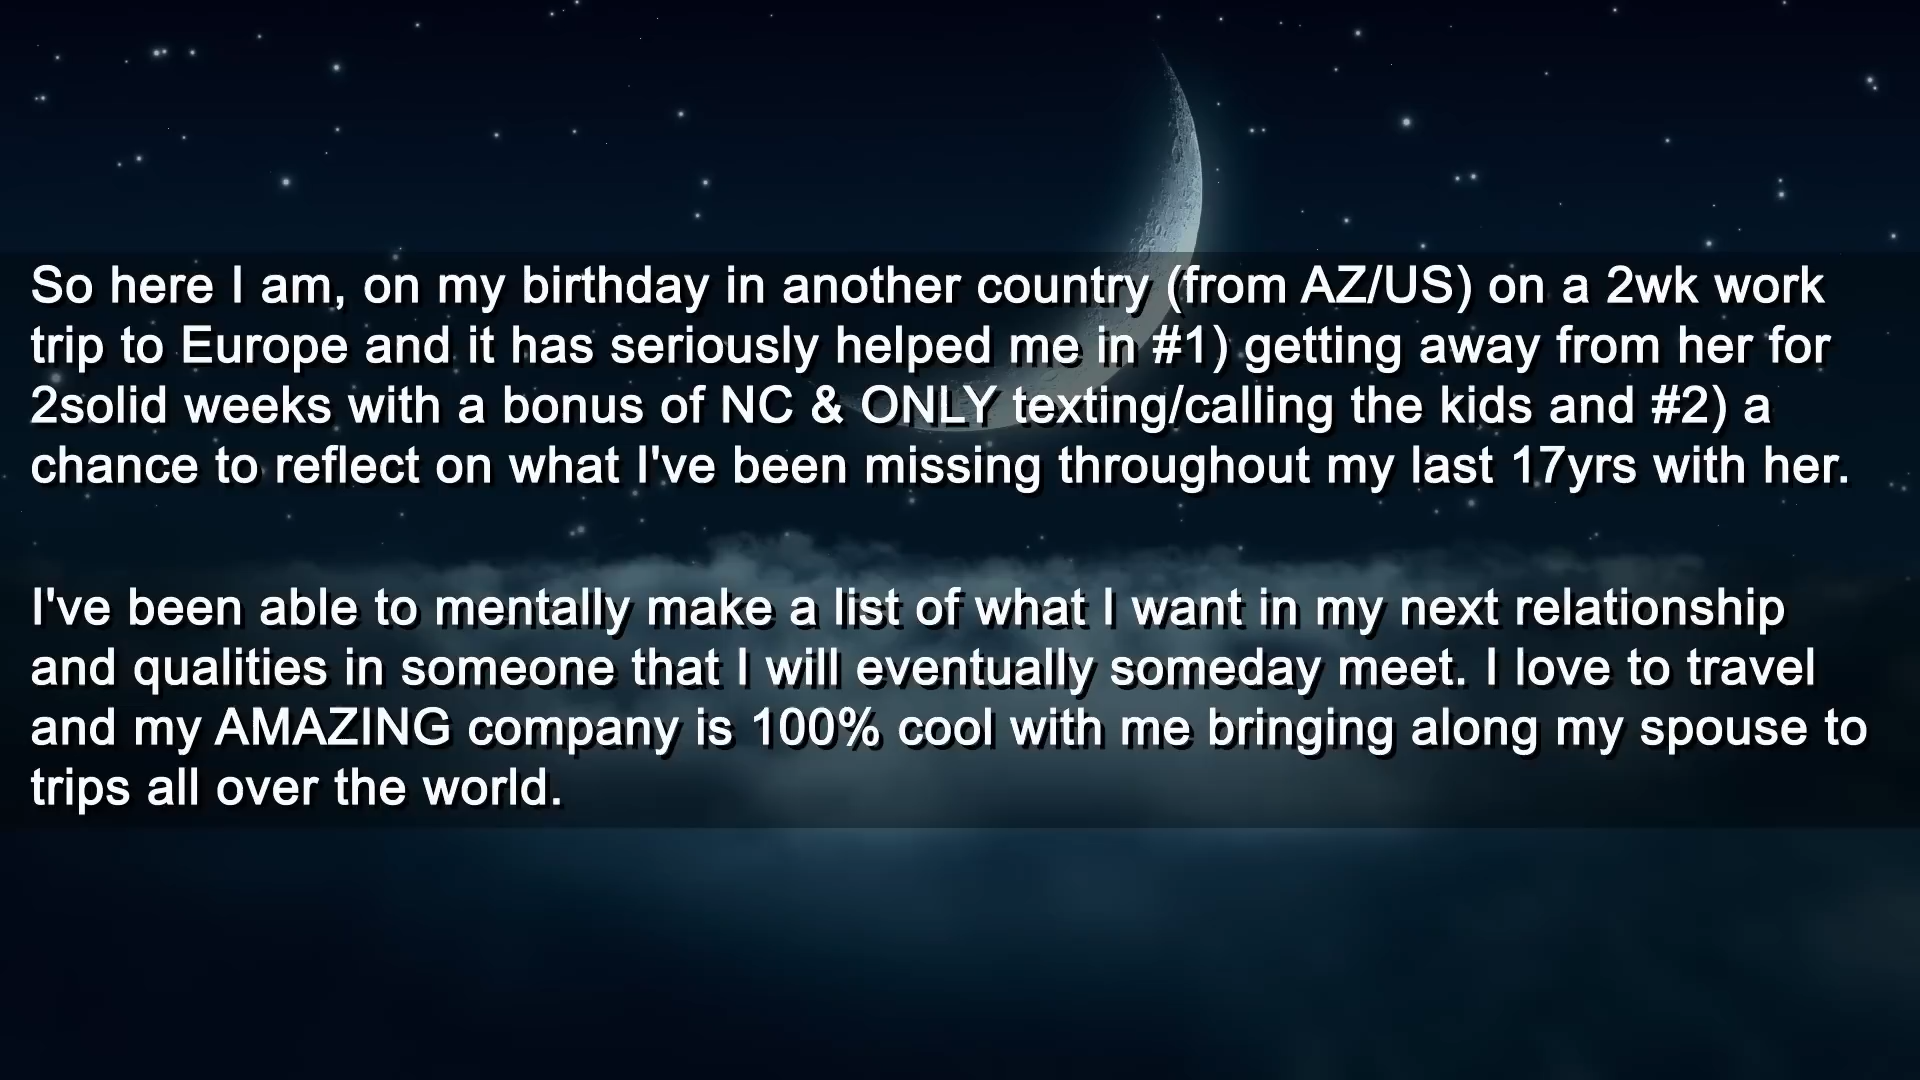 So here I am, on my birthday in another country (from AZ/US) on a 2wk work
trip to Europe and it has seriously helped me in #1) getting away from her for
2solid weeks with a bonus of NC & ONLY texting/calling the kids and #2) a
chance to reflect on what I've been missing throughout my last 17yrs with her.
I've been able to mentally make a list of what I want in my next relationship
and qualities in someone that I will eventually someday meet. I love to travel
and my AMAZING company is 100% cool with me bringing along my spouse to
trips all over the world.